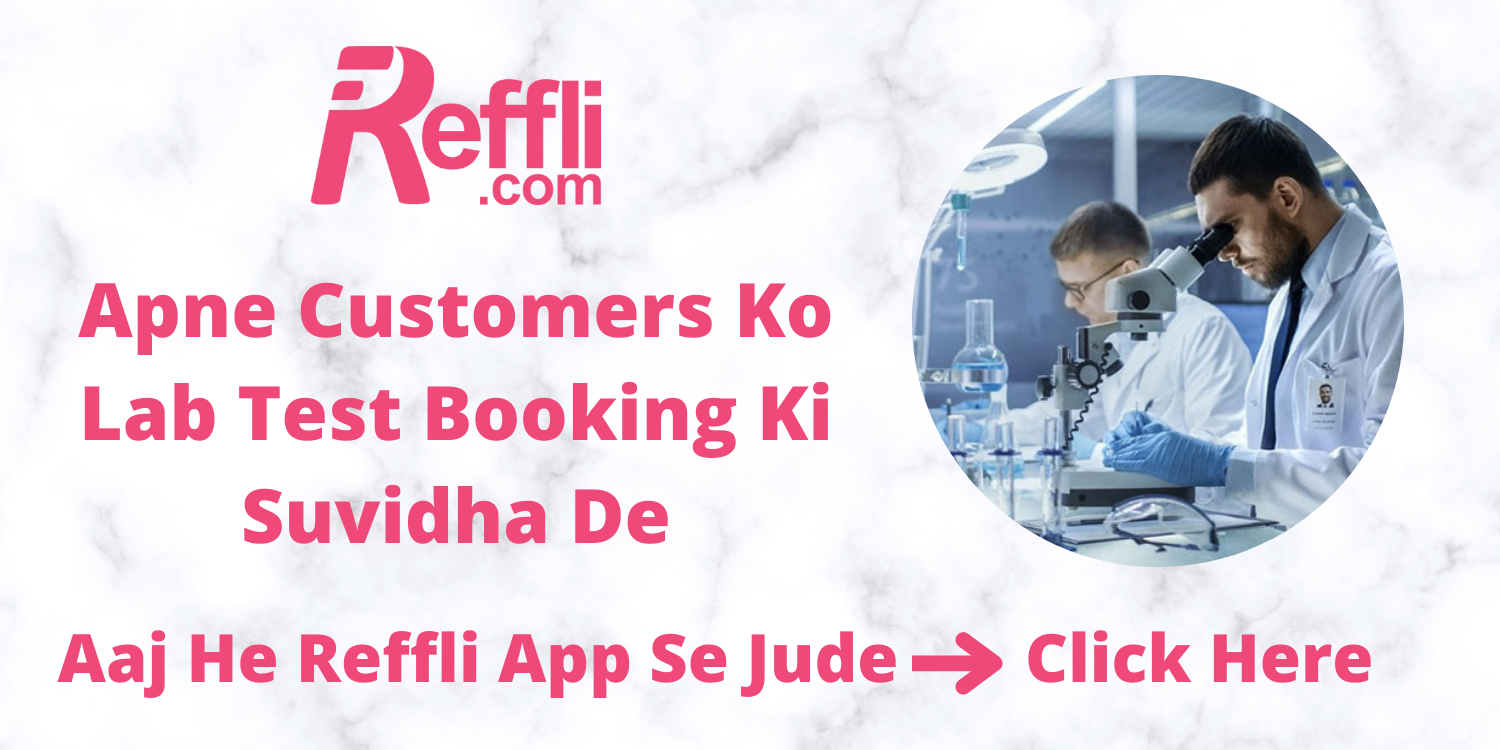 Reffli
.com
Apne Customers Ko
Lab Test Booking Ki
Suvidha De
Aaj He Reffli App Se Jude → Click Here